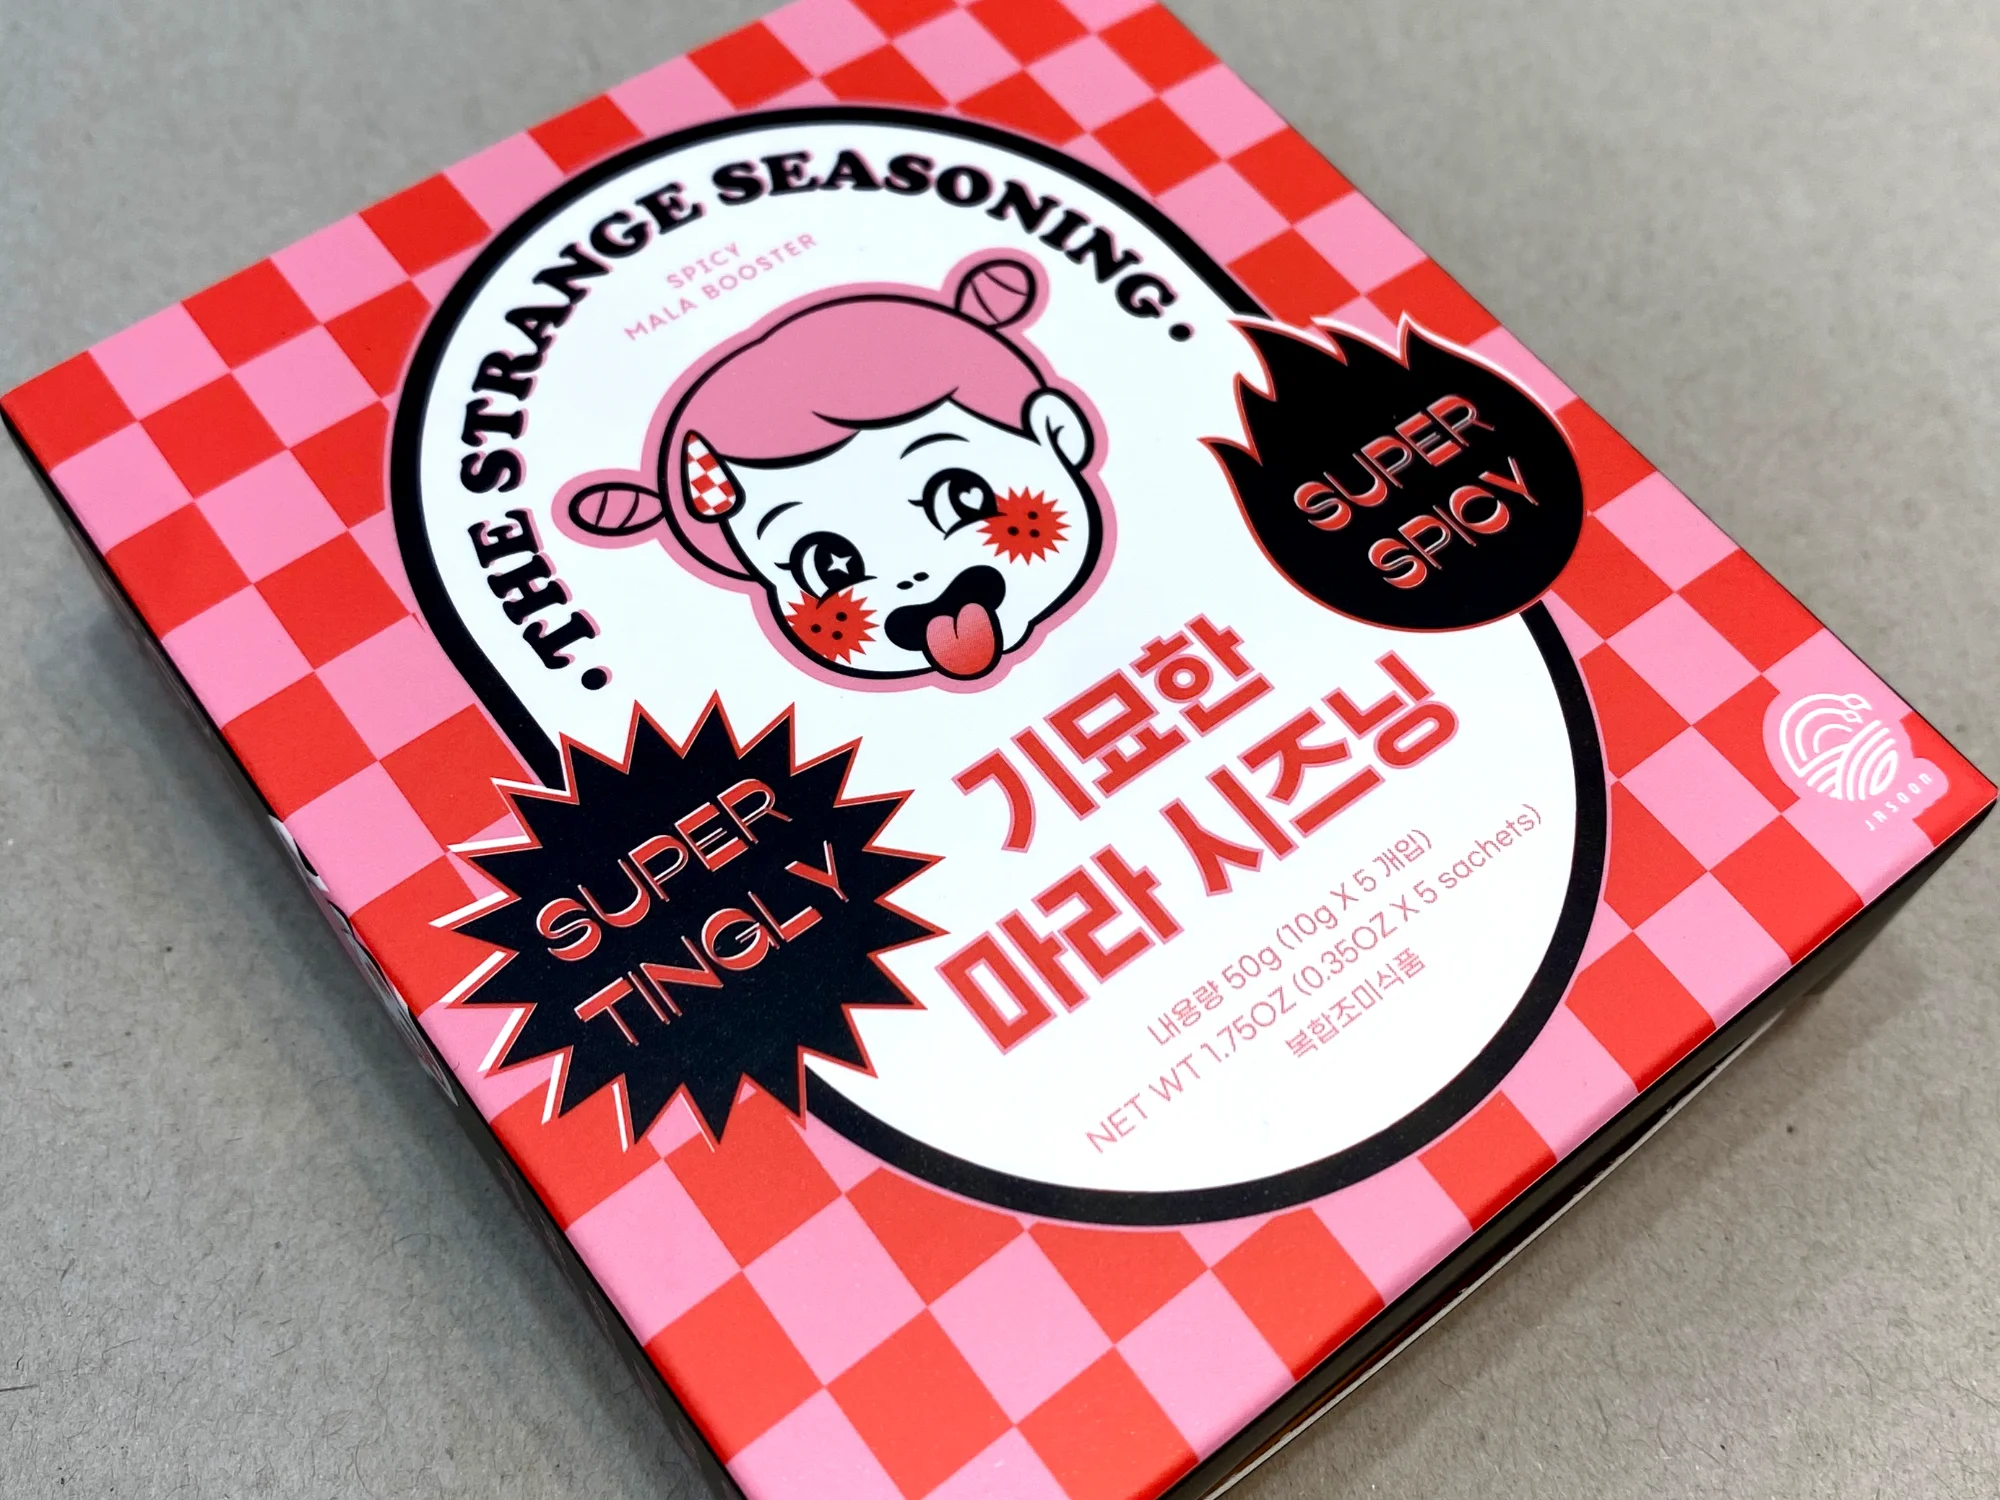 · THE STRANGE SEASONING ·
SPICY
MALA BOOSTER
SUPER
SPICY
SUPER
TINGLY
기묘한
마라 시즈닝
내용량 50g (10g X 5 개입)
NET WT 1.75OZ (0.35OZ X 5 sachets)
복합조미식품
JASOON